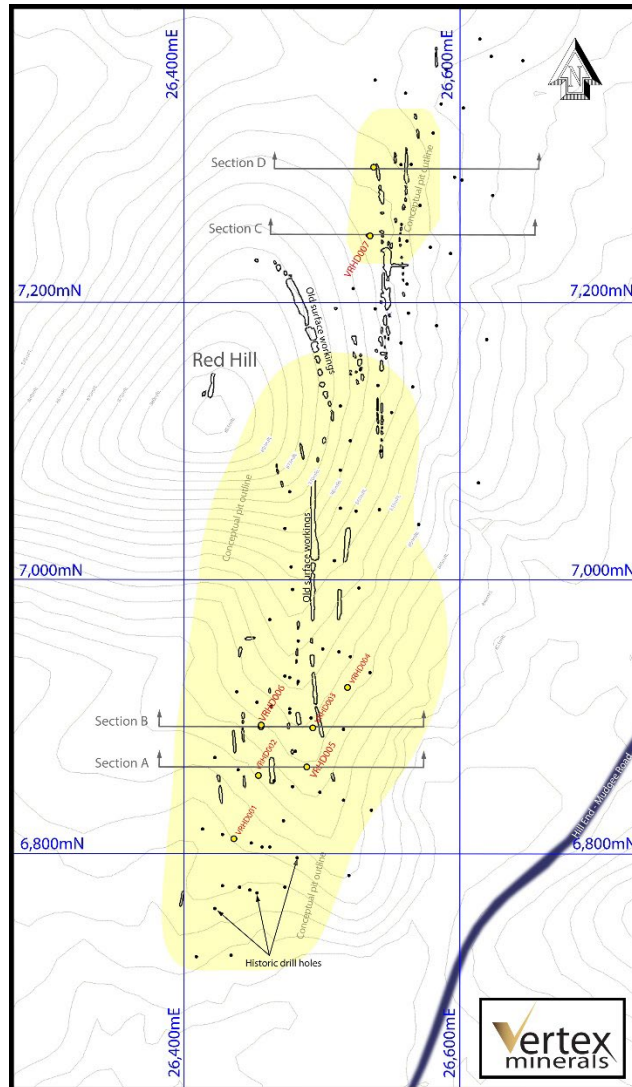 26,400mE
26,600mE
N
Section D
Conceptual pit outline
Section C
VRHD007
7,200mN
7,200mN
Old surface workings
Red Hill
Conceptual pit outline
7,000mN
7,000mN
Old surface workings
VRHD004
VRHD006
VRHD003
Section B
VRHD002
VRHD005
Section A
VRHD001
6,800mN
6,800mN
Hill End - Mudgee Road
Conceptual pit outline
Historic drill holes
26,400mE
26,600mE
Vertex
minerals